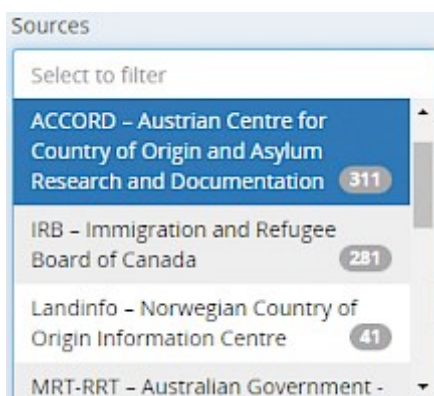 Sources
Select to filter
ACCORD – Austrian Centre for
Country of Origin and Asylum
Research and Documentation 311
IRB – Immigration and Refugee
Board of Canada 281
Landinfo – Norwegian Country of
Origin Information Centre 41
MRT-RRT – Australian Government -